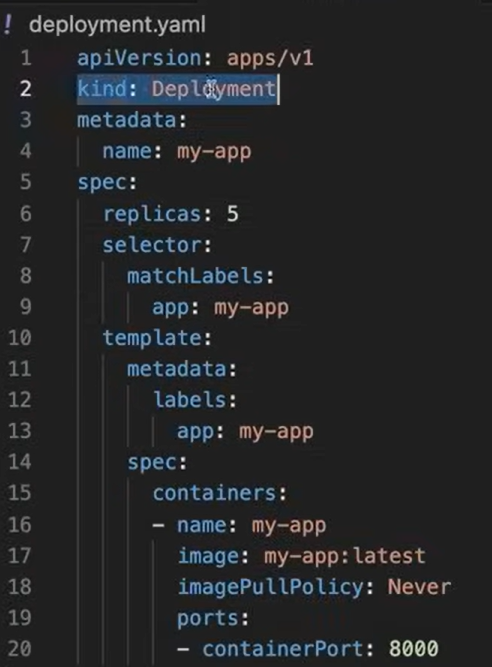 ! deployment.yaml
1 apiVersion: apps/v1
2 kind: Deployment
3 metadata:
4   name: my-app
5 spec:
6   replicas: 5
7   selector:
8     matchLabels:
9       app: my-app
10   template:
11     metadata:
12       labels:
13         app: my-app
14     spec:
15       containers:
16       - name: my-app
17         image: my-app:latest
18         imagePullPolicy: Never
19         ports:
20         - containerPort: 8000